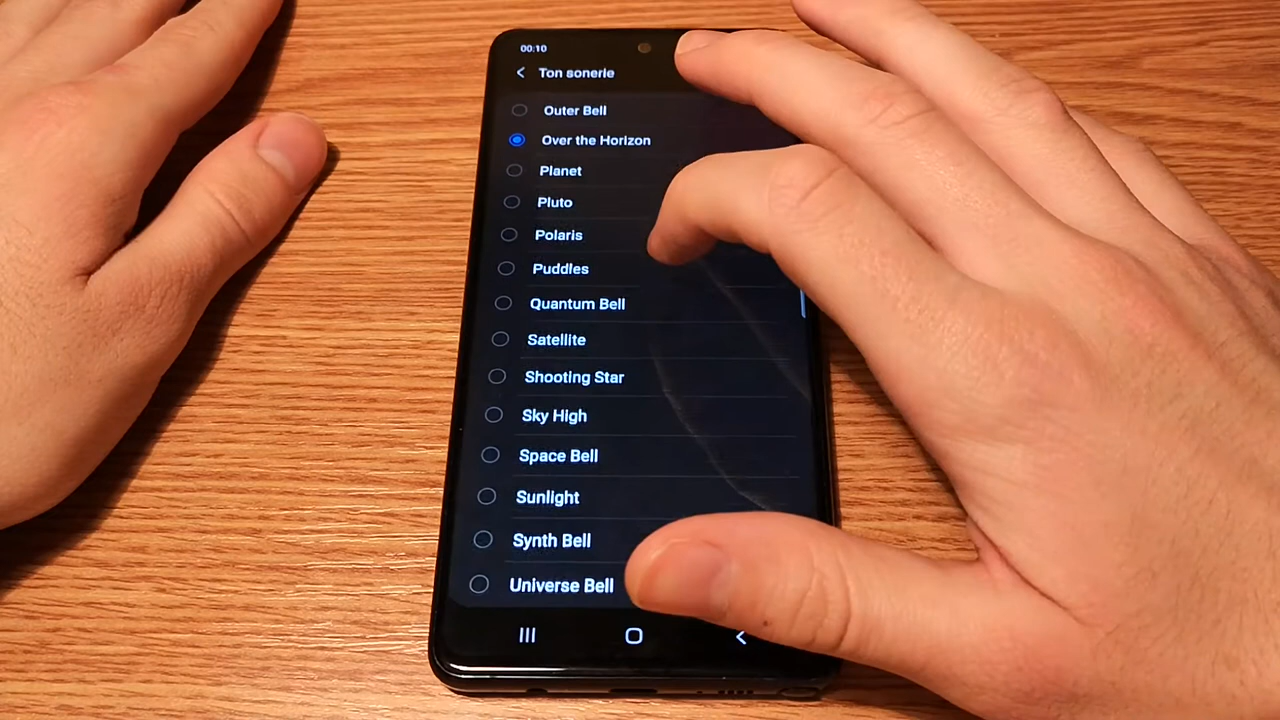 00:10
Ton sonerie
Outer Bell
Over the Horizon
Planet
Pluto
Polaris
Puddles
Quantum Bell
Satellite
Shooting Star
Sky High
Space Bell
Sunlight
Synth Bell
Universe Bell